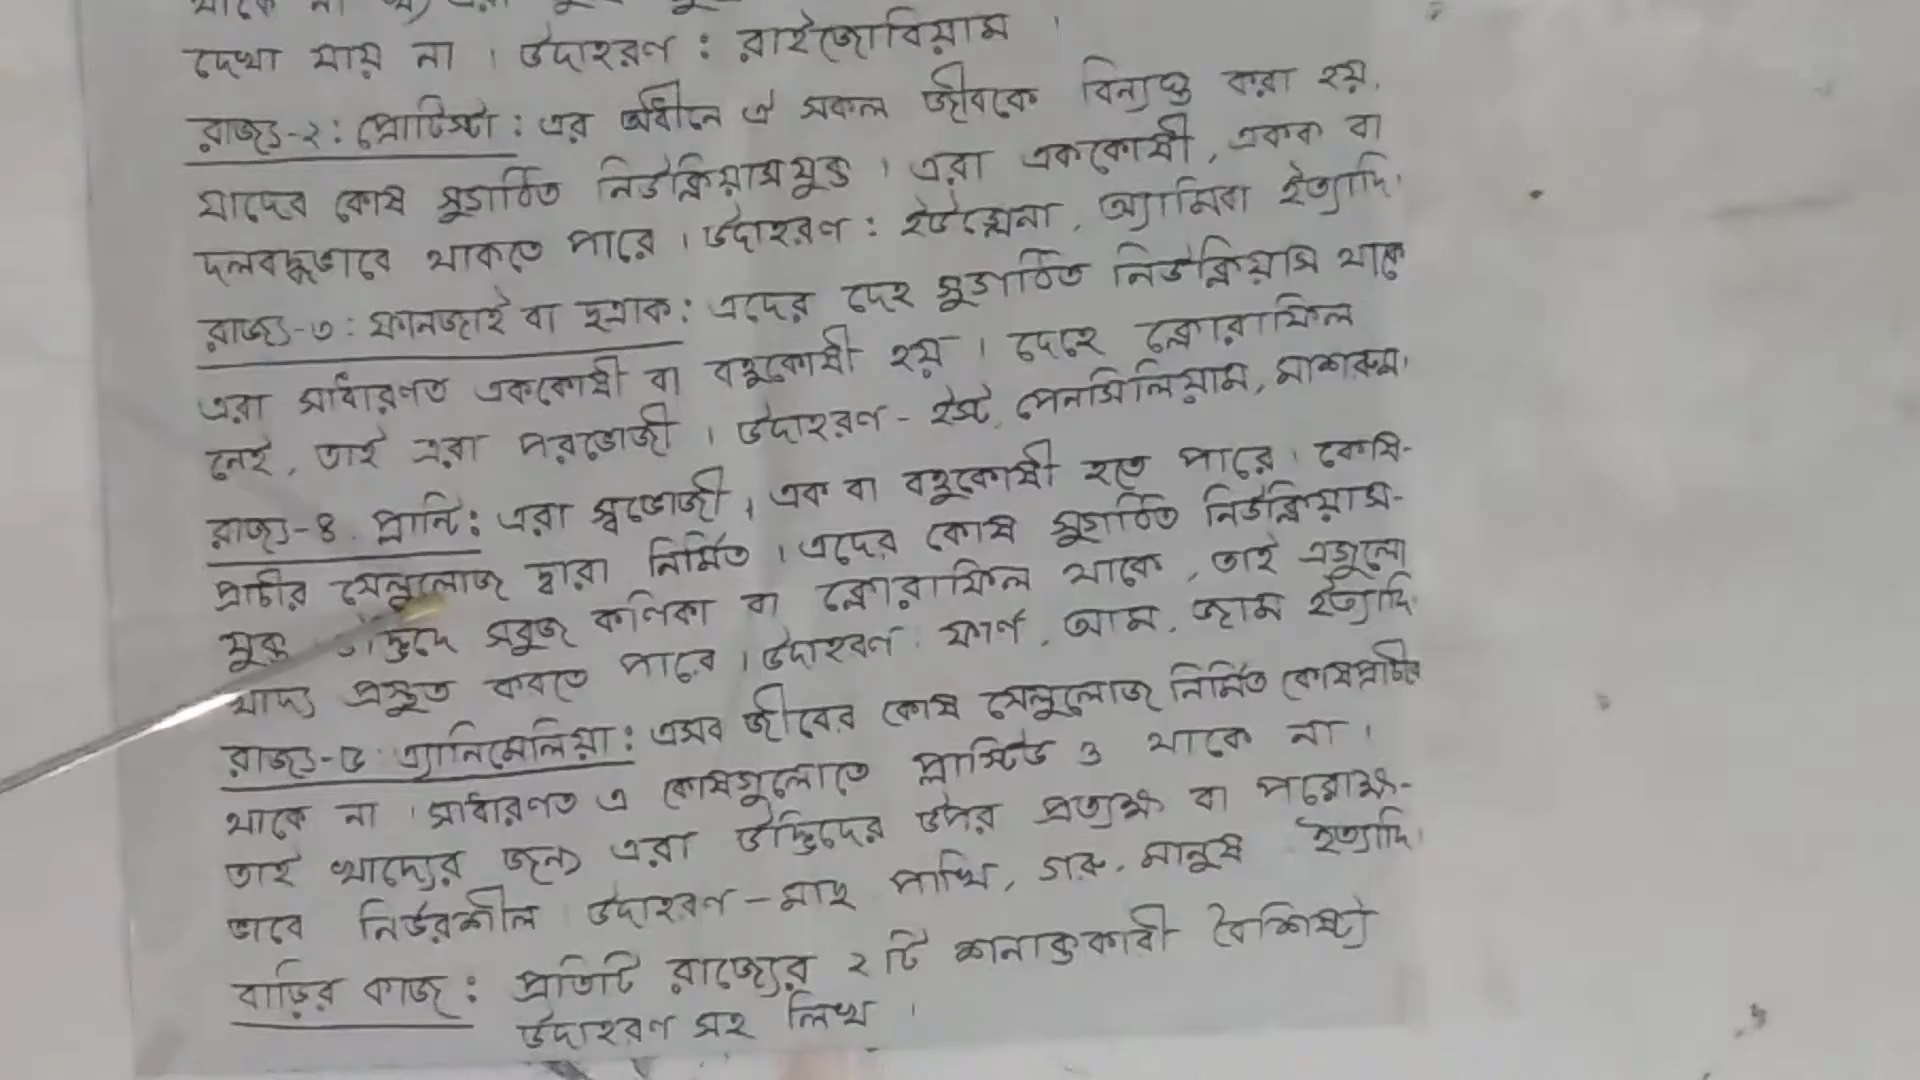 দেখা যায় না । উদাহরণ : রাইজোবিয়াম ।
রাজ্য-২ : প্রোটিস্টা : এর অধীনে ঐ সকল জীবকে বিন্যস্ত করা হয়,
যাদের কোষ সুগঠিত নিউক্লিয়াসযুক্ত । এরা এককোষী, একক বা
দলবদ্ধভাবে থাকতে পারে । উদাহরণ : ইউগ্লেনা, অ্যামিবা ইত্যাদি।
রাজ্য-৩ : ফানজাই বা ছত্রাক : এদের দেহ সুগঠিত নিউক্লিয়াস থাকে
এরা সাধারণত এককোষী বা বহুকোষী হয় । দেহে ক্লোরোফিল
নেই, তাই এরা পরভোজী । উদাহরণ - ইস্ট, পেনসিলিয়াম, মাশরুম।
রাজ্য-৪ . প্লান্টি : এরা স্বভোজী, এক বা বহুকোষী হতে পারে । কোষ-
প্রাচীর সেলুলোজ দ্বারা নির্মিত । এদের কোষ সুগঠিত নিউক্লিয়াস-
যুক্ত সবুজ কণিকা বা ক্লোরোফিল থাকে, তাই এগুলো
খাদ্য প্রস্তুত করতে পারে । উদাহরণ : ফার্ণ, আম, জাম ইত্যাদি।
রাজ্য-৫ : এ্যানিমেলিয়া : এসব জীবের কোষ সেলুলোজ নির্মিত কোষপ্রাচীর
থাকে না । সাধারণত এ কোষগুলোতে প্লাস্টিড ও থাকে না ।
তাই খাদ্যের জন্য এরা উদ্ভিদের উপর প্রত্যক্ষ বা পরোক্ষ-
ভাবে নির্ভরশীল উদাহরণ - মাছ পাখি, গরু, মানুষ ইত্যাদি।
বাড়ির কাজ : প্রতিটি রাজ্যের ২ টি শনাক্তকারী বৈশিষ্ট্য
উদাহরণ সহ লিখ ।